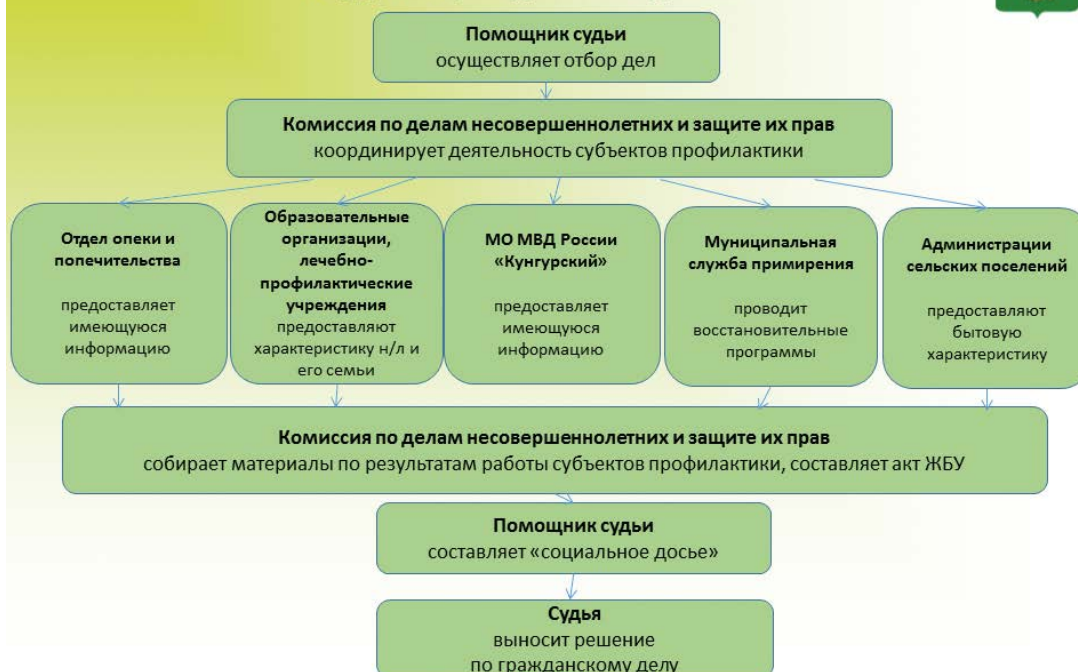 Помощник судьи
осуществляет отбор дел
Комиссия по делам несовершеннолетних и защите их прав
координирует деятельность субъектов профилактики
Отдел опеки и
попечительства
предоставляет
имеющуюся
информацию
Образовательные
организации,
лечебно-
профилактические
учреждения
предоставляют
характеристику н/л и
его семьи
МО МВД России
«Кунгурский»
предоставляет
имеющуюся
информацию
Муниципальная
служба примирения
проводит
восстановительные
программы
Администрации
сельских поселений
предоставляют
бытовую
характеристику
Комиссия по делам несовершеннолетних и защите их прав
собирает материалы по результатам работы субъектов профилактики, составляет акт ЖБУ
Помощник судьи
составляет «социальное досье»
Судья
выносит решение
по гражданскому делу